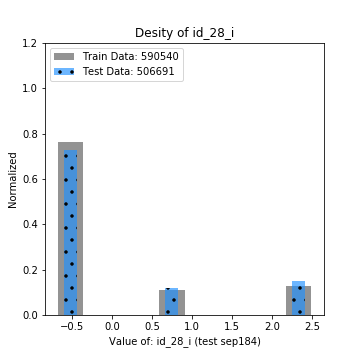 Desity of id_28_i
Train Data: 590540
Test Data: 506691
1.2
1.0
0.8
0.6
0.4
0.2
0.0
Normalized
−0.5 0.0 0.5 1.0 1.5 2.0 2.5
Value of: id_28_i (test sep184)